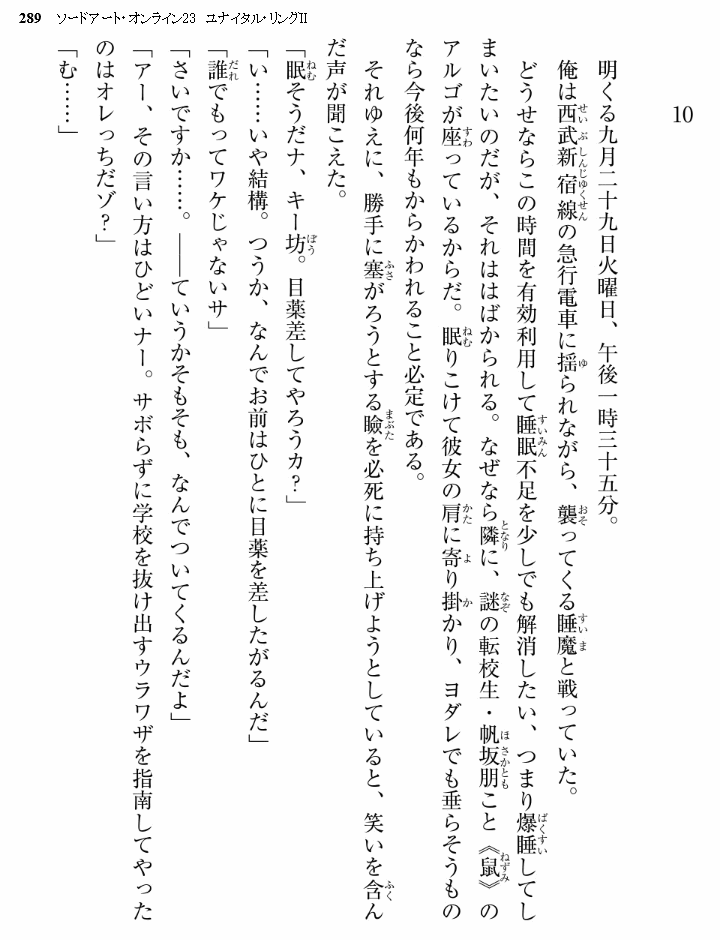 289 ソードアート・オンライン23 ユナイタル・リングⅡ
10
明くる九月二十九日火曜日、午後一時三十五分。
俺は西武新宿線の急行電車に揺られながら、襲ってくる睡魔と戦っていた。
どうせならこの時間を有効利用して睡眠不足を少しでも解消したい、つまり爆睡してし
まいたいのだが、それははばかられる。なぜなら隣に、謎の転校生・帆坂朋こと《鼠》の
アルゴが座っているからだ。眠りこけて彼女の肩に寄り掛かり、ヨダレでも垂らそうもの
なら今後何年もからかわれること必定である。
それゆえに、勝手に塞がろうとする瞼を必死に持ち上げようとしていると、笑いを含ん
だ声が聞こえた。
「眠そうだナ、キー坊。目薬差してやろうカ？」
「い……いや結構。つうか、なんでお前はひとに目薬を差したがるんだ」
「誰でもってワケじゃないサ」
「さいですか……。――ていうかそもそも、なんでついてくるんだよ」
「アー、その言い方はひどいナー。サボらずに学校を抜け出すウラワザを指南してやった
のはオレっちだゾ？」
「む……」